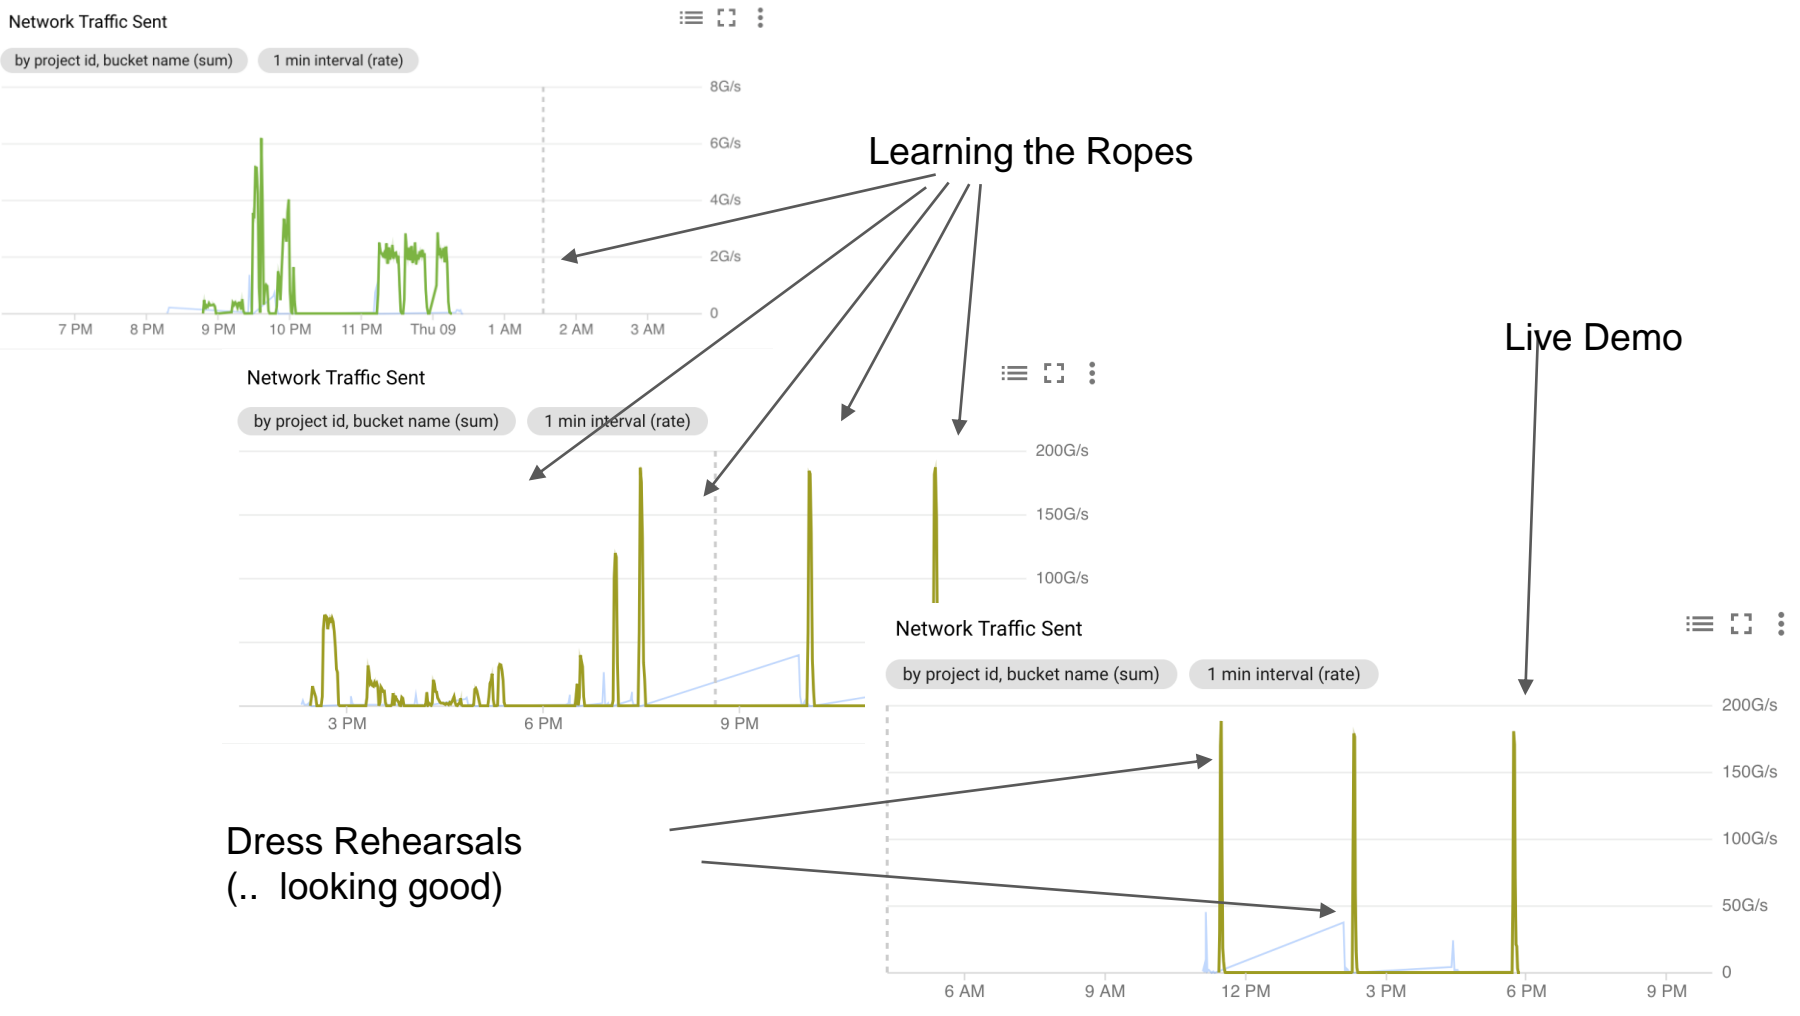 Network Traffic Sent
by project id, bucket name (sum)
1 min interval (rate)
8G/s
6G/s
4G/s
2G/s
0
7 PM
8 PM
9 PM
10 PM
11 PM
Thu 09
1 AM
2 AM
3 AM
Learning the Ropes
Live Demo
Network Traffic Sent
by project id, bucket name (sum)
1 min interval (rate)
200G/s
150G/s
100G/s
3 PM
6 PM
9 PM
Network Traffic Sent
by project id, bucket name (sum)
1 min interval (rate)
200G/s
150G/s
100G/s
50G/s
0
6 AM
9 AM
12 PM
3 PM
6 PM
9 PM
Dress Rehearsals
(.. looking good)